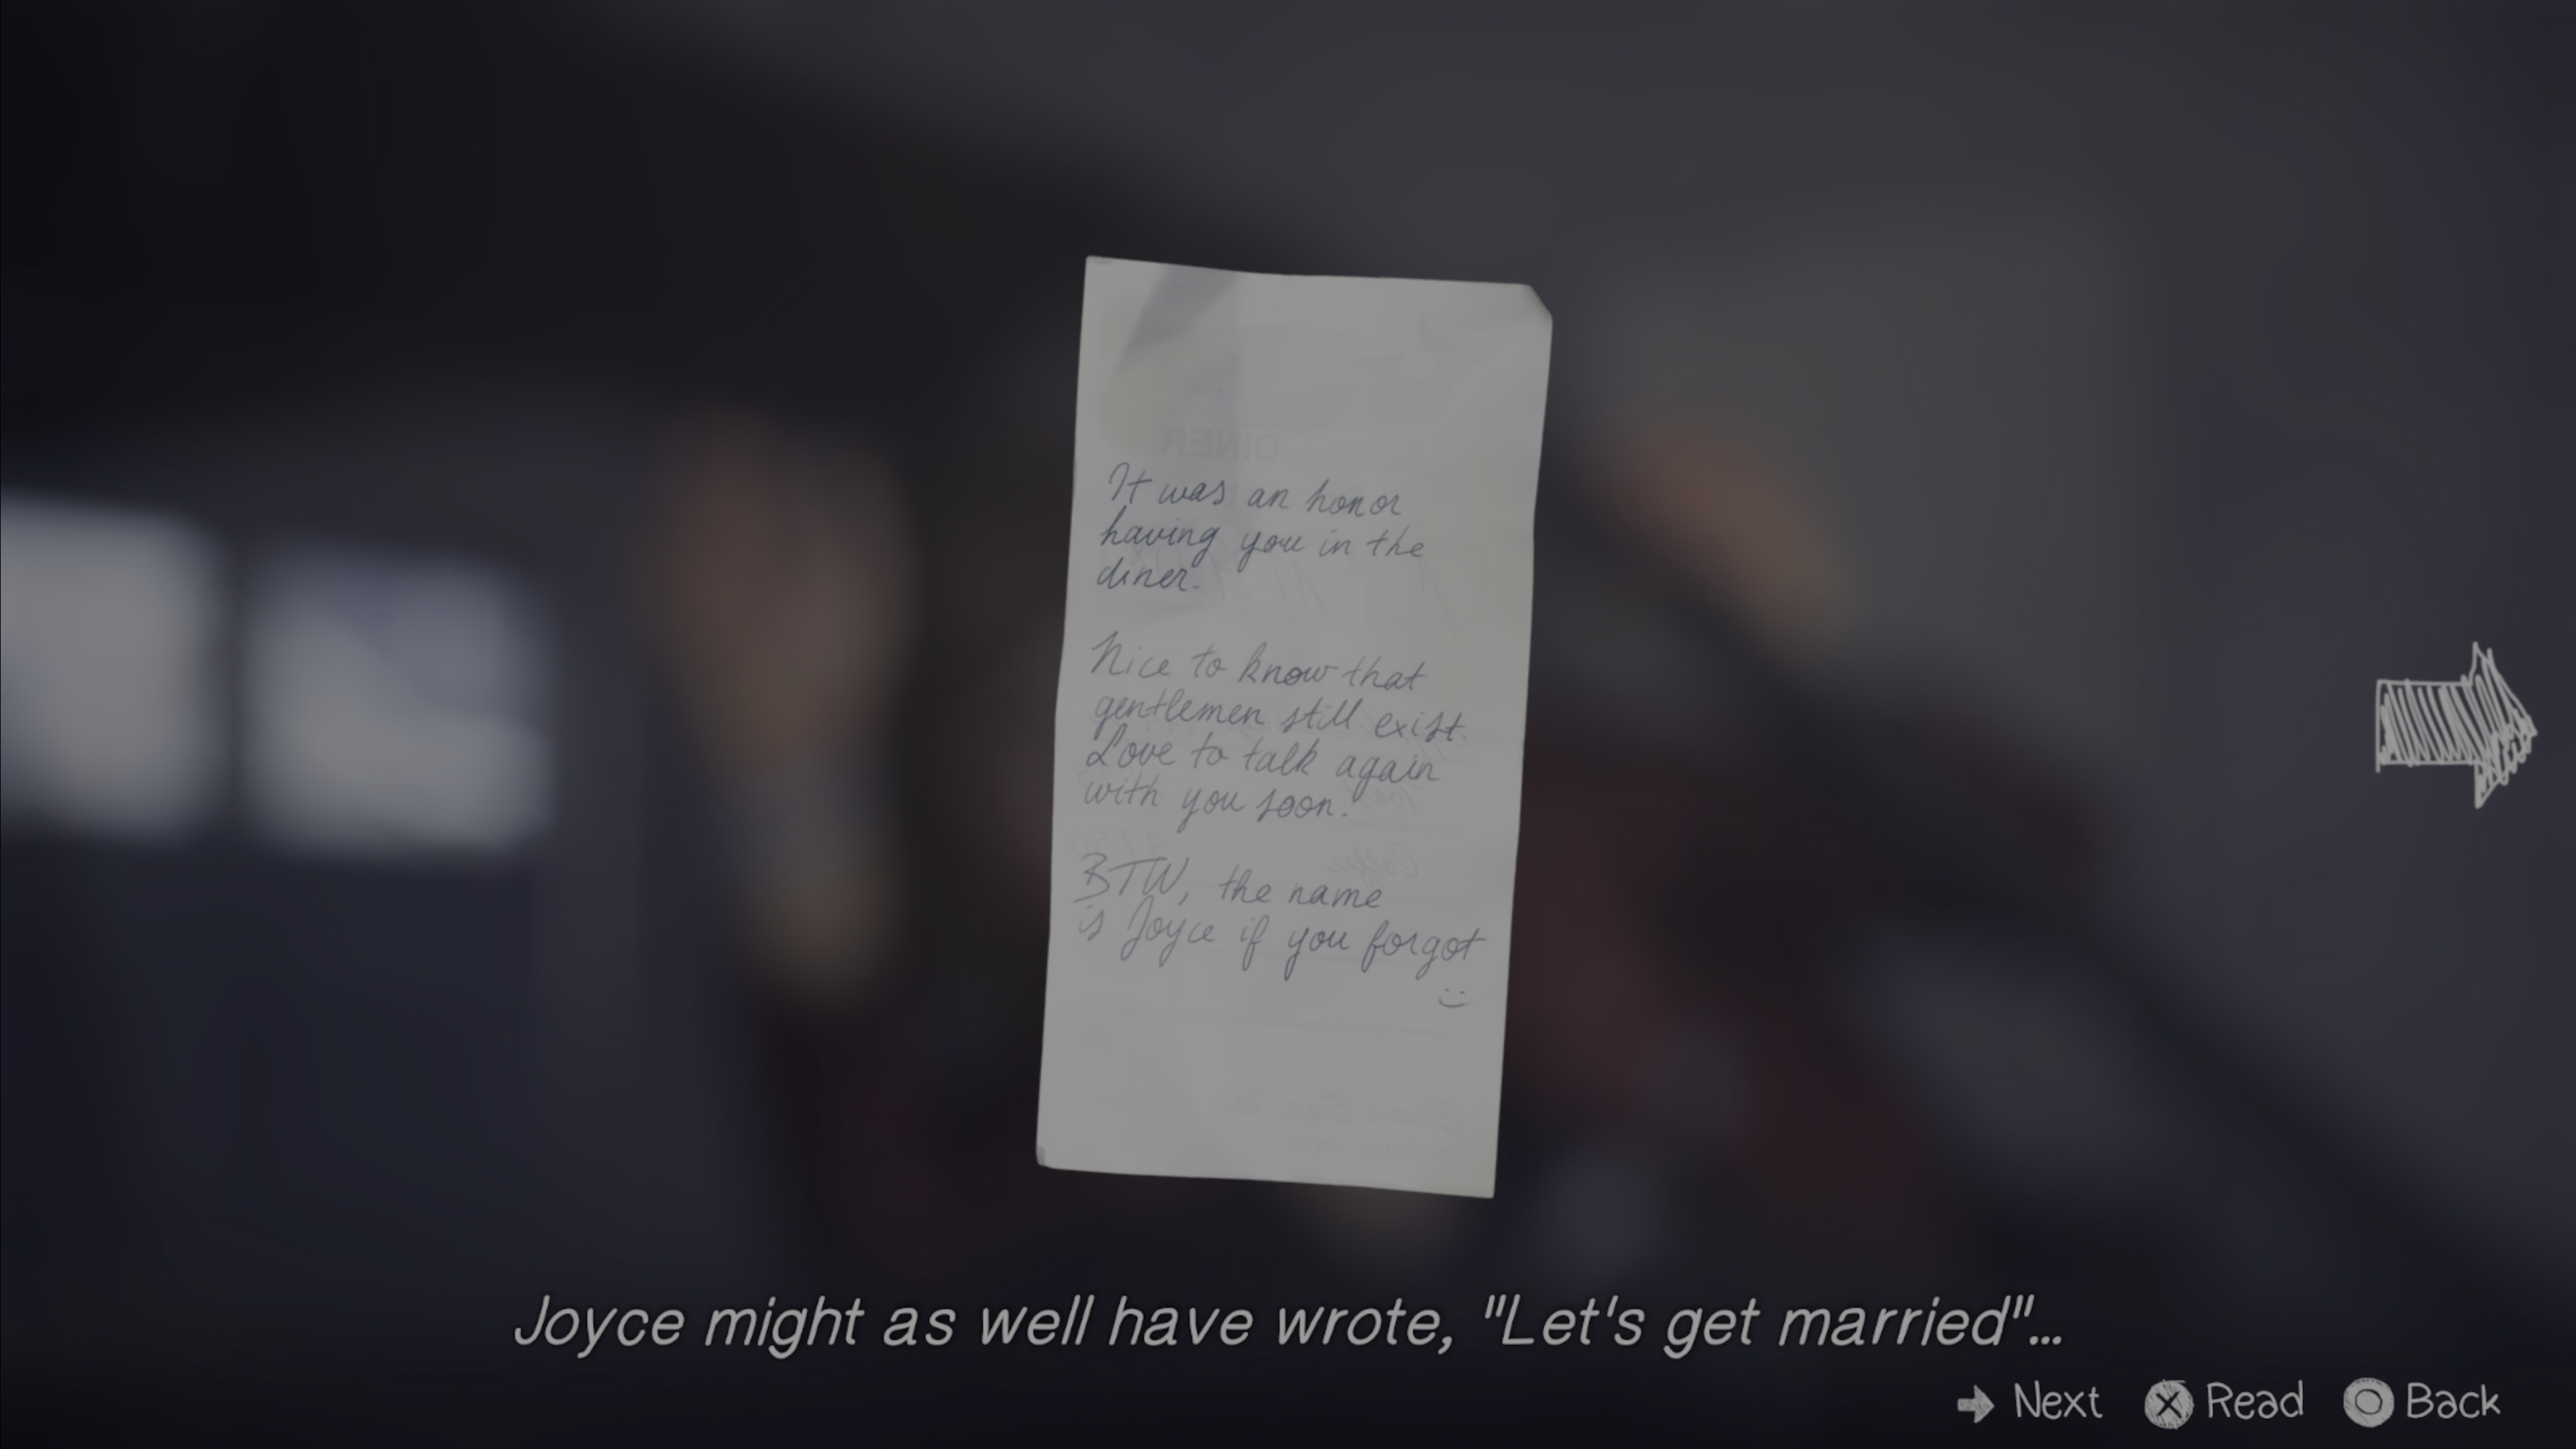 DINER
It was an honor
having you in the
diner.
Nice to know that
gentlemen still exist.
Love to talk again
with you soon.
BTW, the name
is Joyce if you forgot
Coffee
Joyce might as well have wrote, "Let's get married"...
Next Read Back